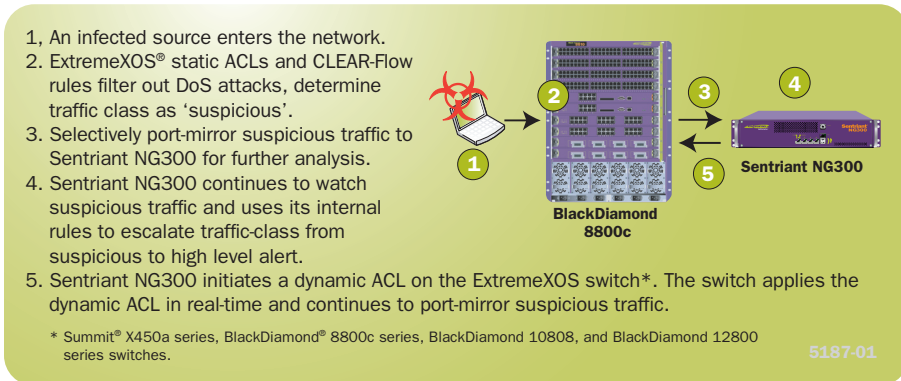 1, An infected source enters the network.
2. ExtremeXOS® static ACLs and CLEAR-Flow
rules filter out DoS attacks, determine
traffic class as ‘suspicious’.
3. Selectively port-mirror suspicious traffic to
Sentriant NG300 for further analysis.
4. Sentriant NG300 continues to watch
suspicious traffic and uses its internal
rules to escalate traffic-class from
suspicious to high level alert.
5. Sentriant NG300 initiates a dynamic ACL on the ExtremeXOS switch*. The switch applies the
dynamic ACL in real-time and continues to port-mirror suspicious traffic.
* Summit® X450a series, BlackDiamond® 8800c series, BlackDiamond 10808, and BlackDiamond 12800
series switches.
1
2
3
4
5
BlackDiamond
8800c
Sentriant NG300
5187-01